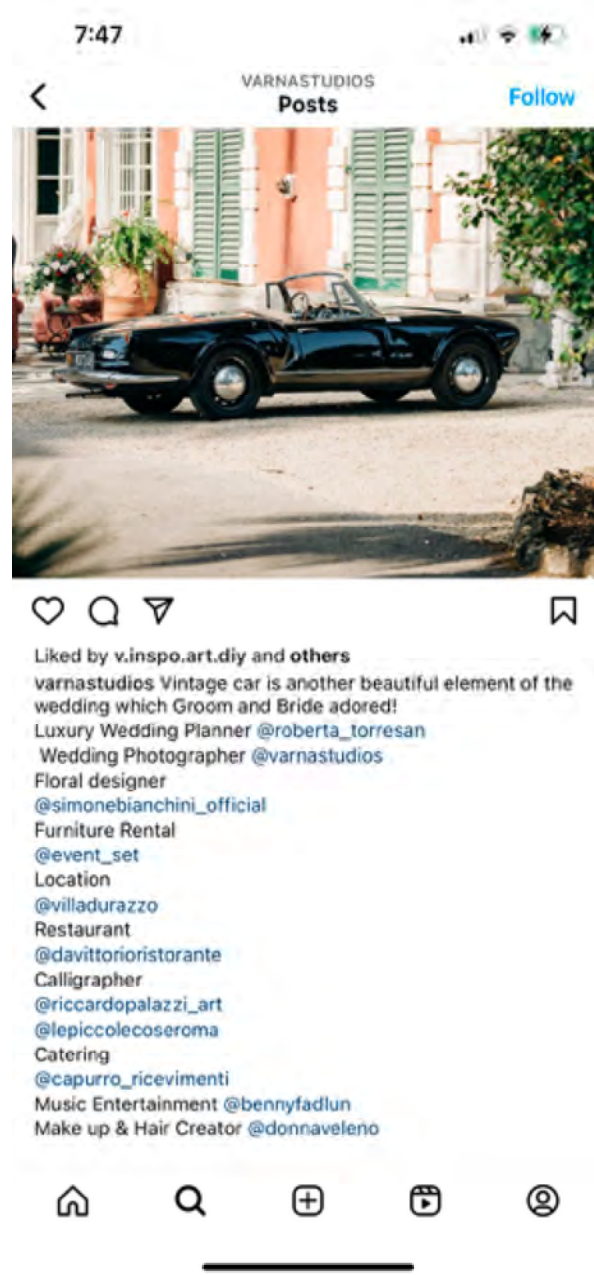 7:47
VARNASTUDIOS
Posts
Follow
Liked by v.inspo.art.diy and others
varnastudios Vintage car is another beautiful element of the
wedding which Groom and Bride adored!
Luxury Wedding Planner @roberta_torresan
Wedding Photographer @varnastudios
Floral designer
@simonebianchini_official
Furniture Rental
@event_set
Location
@villadurazzo
Restaurant
@davittorioristorante
Calligrapher
@riccardopalazzi_art
@lepiccolecoseroma
Catering
@capurro_ricevimenti
Music Entertainment @bennyfadlun
Make up & Hair Creator @donnaveleno